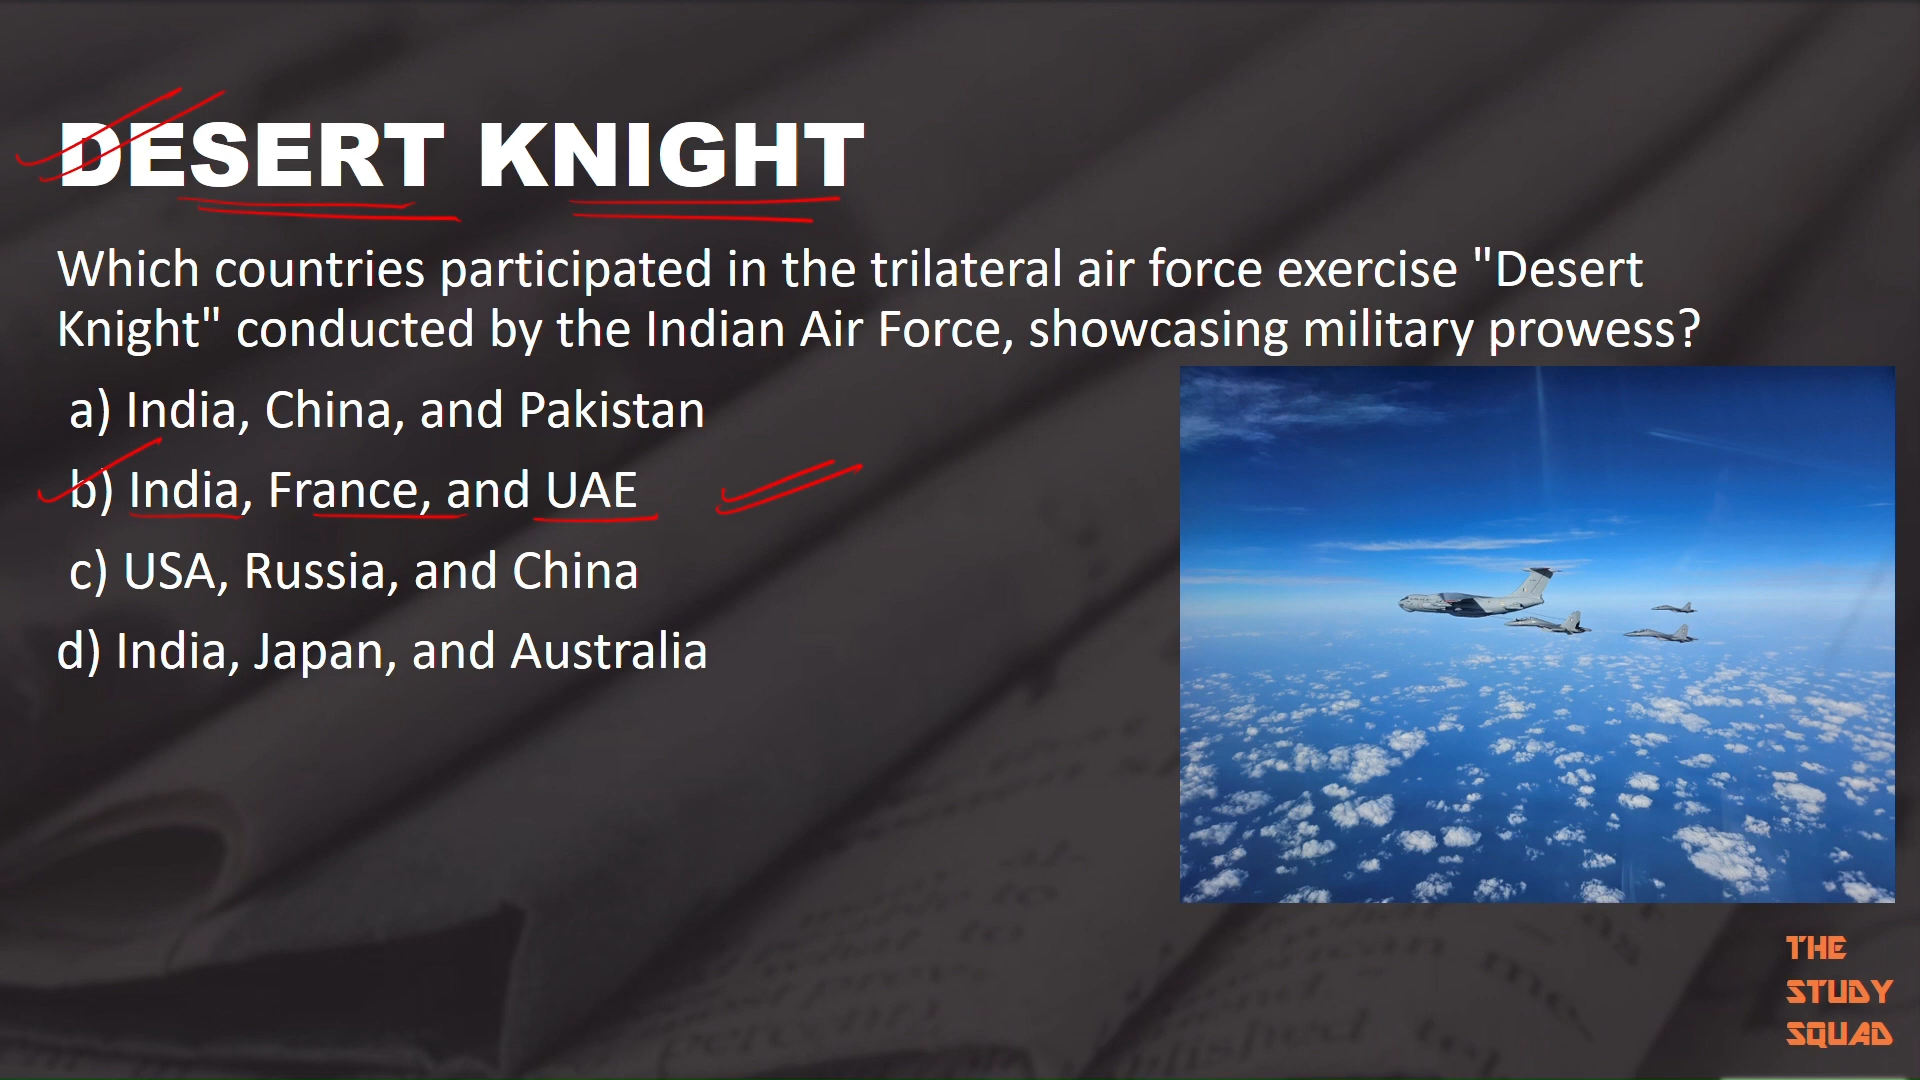 DESERT KNIGHT
Which countries participated in the trilateral air force exercise "Desert
Knight" conducted by the Indian Air Force, showcasing military prowess?
a) India, China, and Pakistan
b) India, France, and UAE
c) USA, Russia, and China
d) India, Japan, and Australia
THE
STUDY
SQUAD